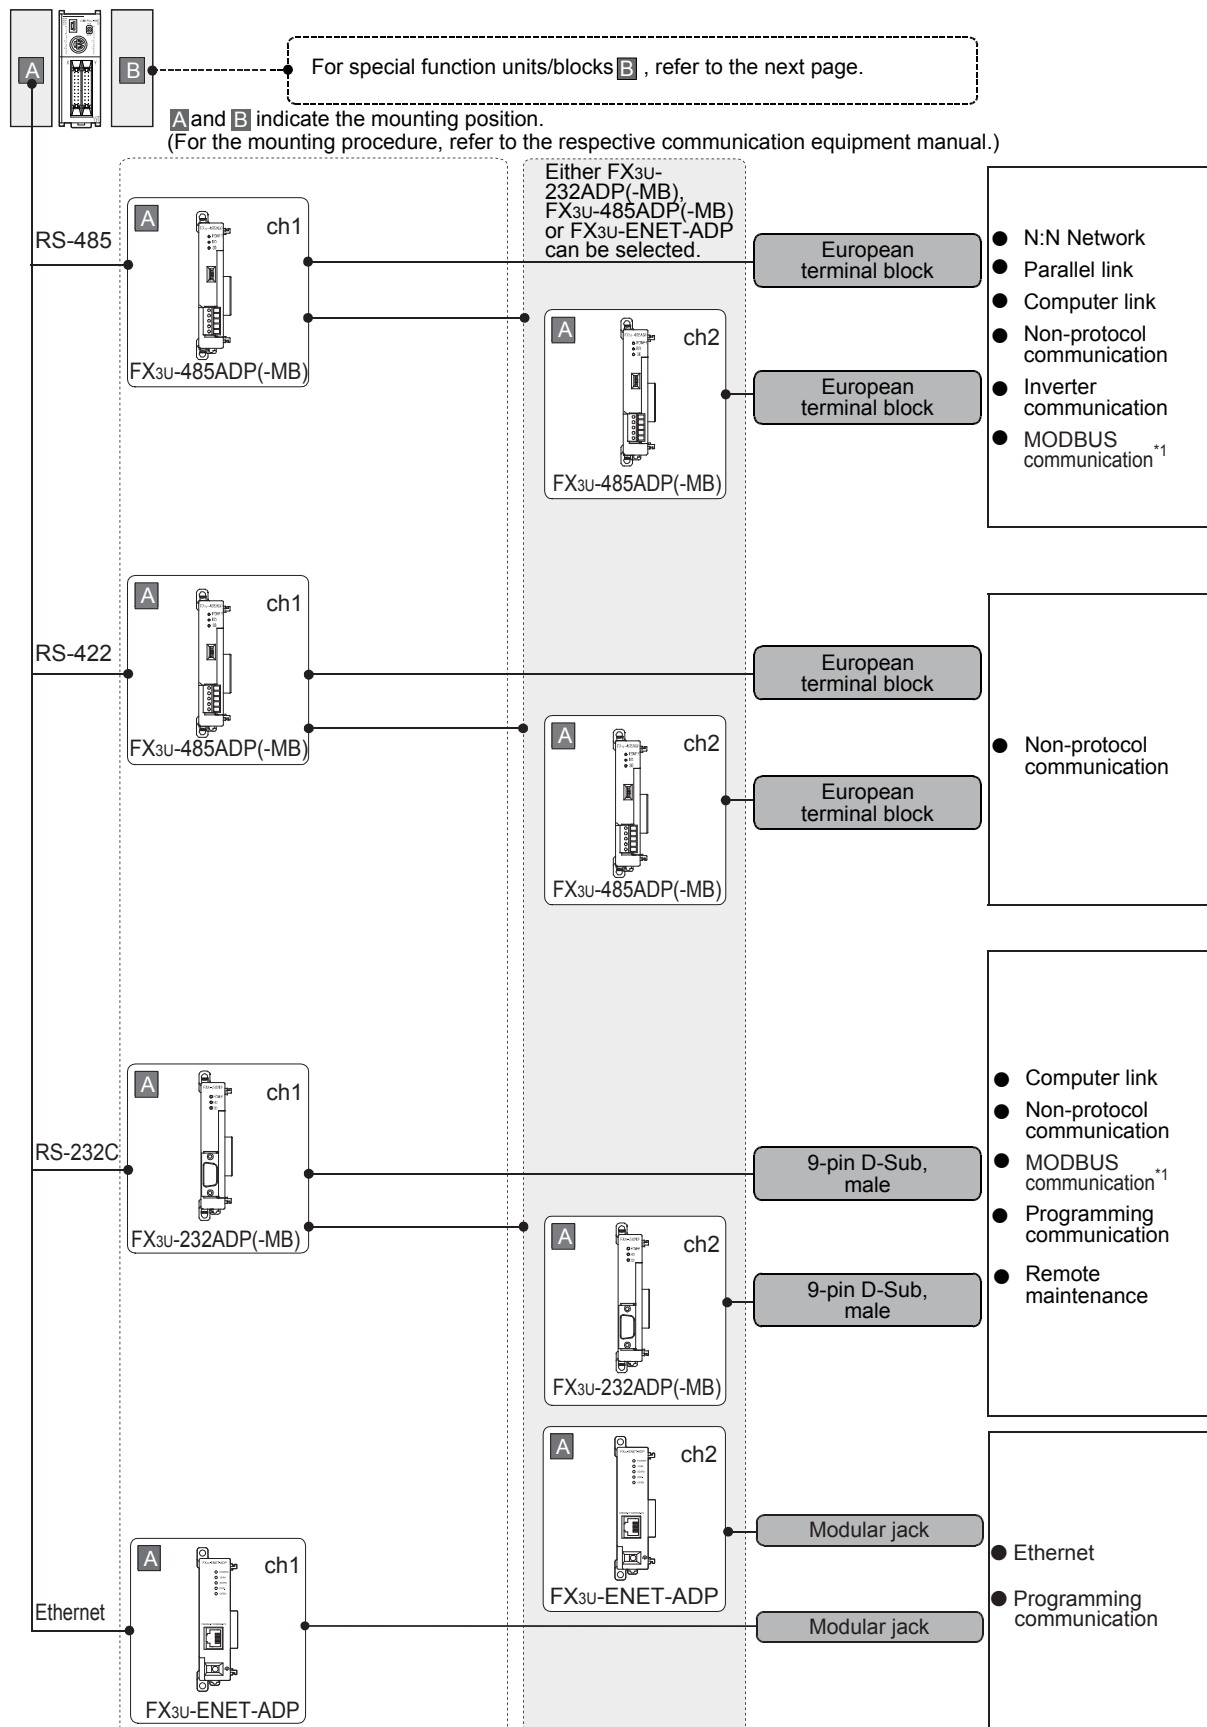 A
B
For special function units/blocks B , refer to the next page.
A and B indicate the mounting position.
(For the mounting procedure, refer to the respective communication equipment manual.)
Either FX3U-
232ADP(-MB),
FX3U-485ADP(-MB)
or FX3U-ENET-ADP
can be selected.
RS-485
A
ch1
FX3U-485ADP(-MB)
European
terminal block
A
ch2
FX3U-485ADP(-MB)
European
terminal block
● N:N Network
● Parallel link
● Computer link
● Non-protocol
communication
● Inverter
communication
● MODBUS
communication*1
RS-422
A
ch1
FX3U-485ADP(-MB)
European
terminal block
A
ch2
FX3U-485ADP(-MB)
European
terminal block
● Non-protocol
communication
RS-232C
A
ch1
FX3U-232ADP(-MB)
9-pin D-Sub,
male
A
ch2
FX3U-232ADP(-MB)
9-pin D-Sub,
male
● Computer link
● Non-protocol
communication
● MODBUS
communication*1
● Programming
communication
● Remote
maintenance
A
ch2
FX3U-ENET-ADP
Modular jack
Ethernet
A
ch1
FX3U-ENET-ADP
Modular jack
● Ethernet
● Programming
communication